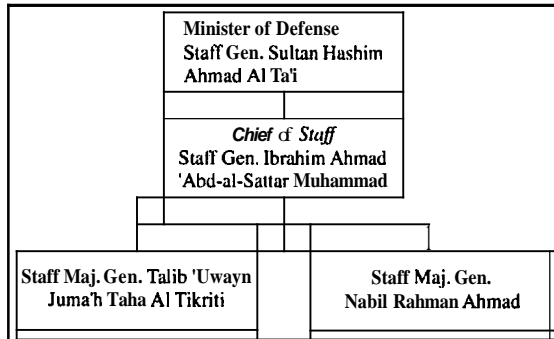 Minister of Defense
Staff Gen. Sultan Hashim
Ahmad Al Ta'i
Chief of Staff
Staff Gen. Ibrahim Ahmad
'Abd-al-Sattar Muhammad
Staff Maj. Gen. Talib 'Uwayn
Juma'h Taha Al Tikriti
Staff Maj. Gen.
Nabil Rahman Ahmad